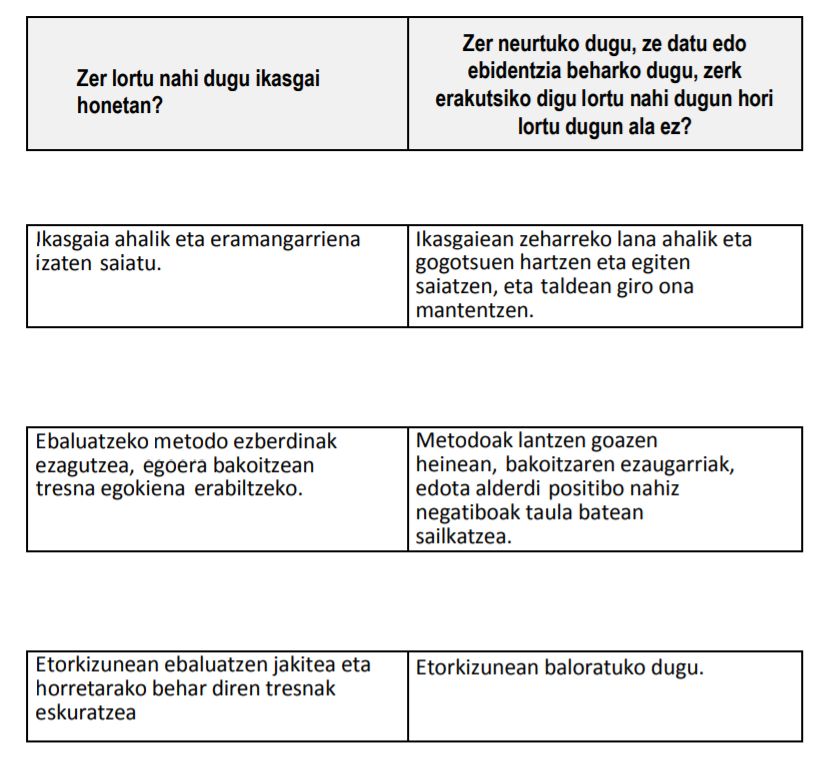 Zer lortu nahi dugu ikasgai
honetan?
Zer neurtuko dugu, ze datu edo
ebidentzia beharko dugu, zerk
erakutsiko digu lortu nahi dugun hori
lortu dugun ala ez?
Ikasgaia ahalik eta eramangarriena
izaten saiatu.
Ikasgaiean zeharreko lana ahalik eta
gogotsuen hartzen eta egiten
saiatzen, eta taldean giro ona
mantentzen.
Ebaluatzeko metodo ezberdinak
ezagutzea, egoera bakoitzean
tresna egokiena erabiltzeko.
Metodoak lantzen goazen
heinean, bakoitzaren ezaugarriak,
edota alderdi positibo nahiz
negatiboak taula batean
sailkatzea.
Etorkizunean ebaluatzen jakitea eta
horretarako behar diren tresnak
eskuratzea
Etorkizunean baloratuko dugu.